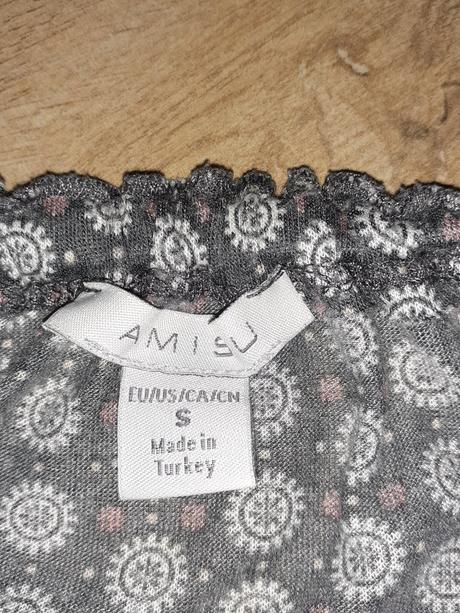 AMISU
EU/US/CA/CN
S
Made in
Turkey